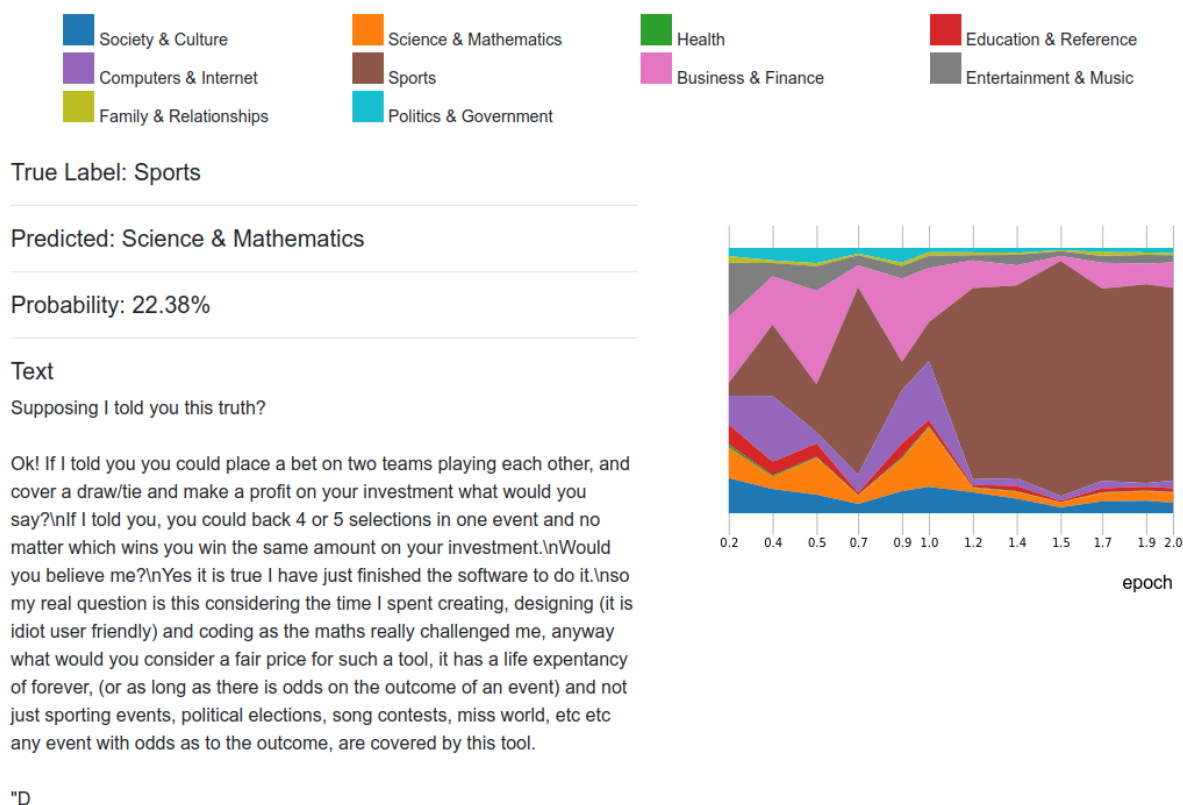 Society & Culture
Science & Mathematics
Health
Education & Reference
Computers & Internet
Sports
Business & Finance
Entertainment & Music
Family & Relationships
Politics & Government
True Label: Sports
Predicted: Science & Mathematics
Probability: 22.38%
Text
Supposing I told you this truth?
Ok! If I told you you could place a bet on two teams playing each other, and
cover a draw/tie and make a profit on your investment what would you
say?\nIf I told you, you could back 4 or 5 selections in one event and no
matter which wins you win the same amount on your investment.\nWould
you believe me?\nYes it is true I have just finished the software to do it.\nso
my real question is this considering the time I spent creating, designing (it is
idiot user friendly) and coding as the maths really challenged me, anyway
what would you consider a fair price for such a tool, it has a life expentancy
of forever, (or as long as there is odds on the outcome of an event) and not
just sporting events, political elections, song contests, miss world, etc etc
any event with odds as to the outcome, are covered by this tool.
"D
0.2 0.4 0.5 0.7 0.9 1.0 1.2 1.4 1.5 1.7 1.9 2.0
epoch